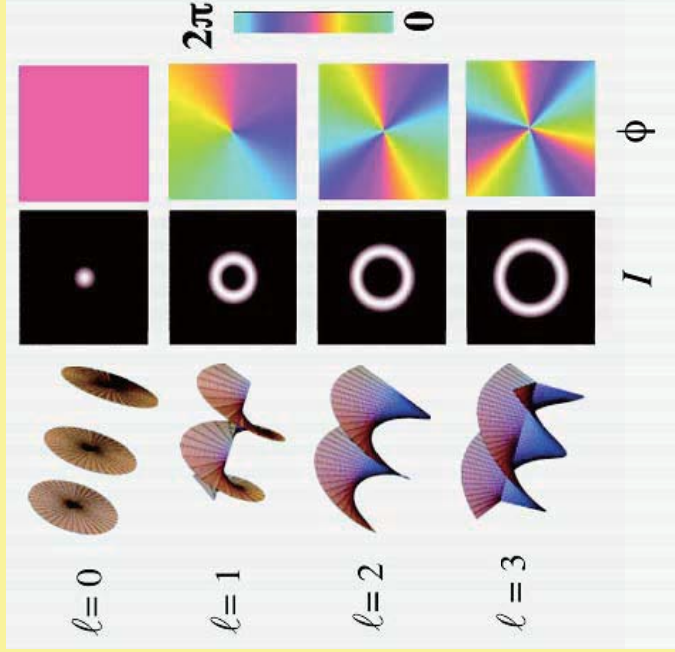 ℓ = 0
ℓ = 1
ℓ = 2
ℓ = 3
I
ϕ
2π
0